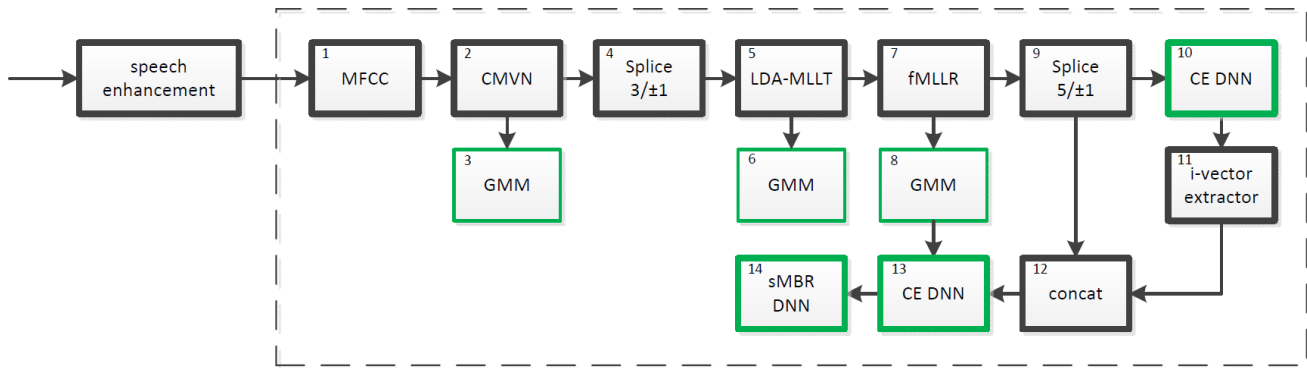 speech
enhancement
1
MFCC
2
CMVN
4
Splice
3/±1
5
LDA-MLLT
7
fMLLR
9
Splice
5/±1
10
CE DNN
3
GMM
6
GMM
8
GMM
11
i-vector
extractor
14
sMBR
DNN
13
CE DNN
12
concat